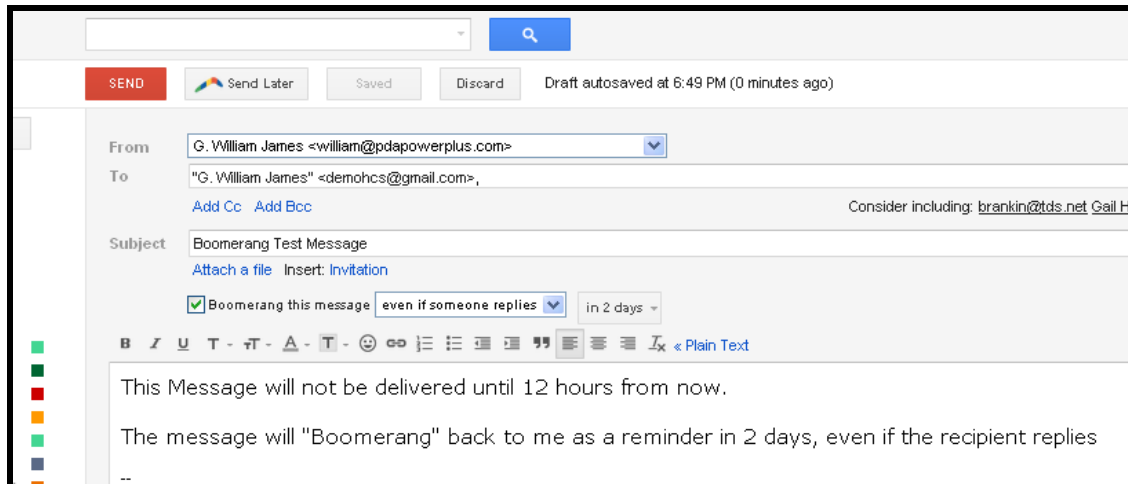 SEND Send Later Saved Discard Draft autosaved at 6:49 PM (0 minutes ago)
From G. William James <william@pdapowerplus.com>
To "G. William James" <demohcs@gmail.com>,
Add Cc Add Bcc Consider including: brankin@tds.net Gail H
Subject Boomerang Test Message
Attach a file Insert: Invitation
Boomerang this message even if someone replies in 2 days
B I U T - T - A - T - Tx « Plain Text
This Message will not be delivered until 12 hours from now.
The message will "Boomerang" back to me as a reminder in 2 days, even if the recipient replies
--